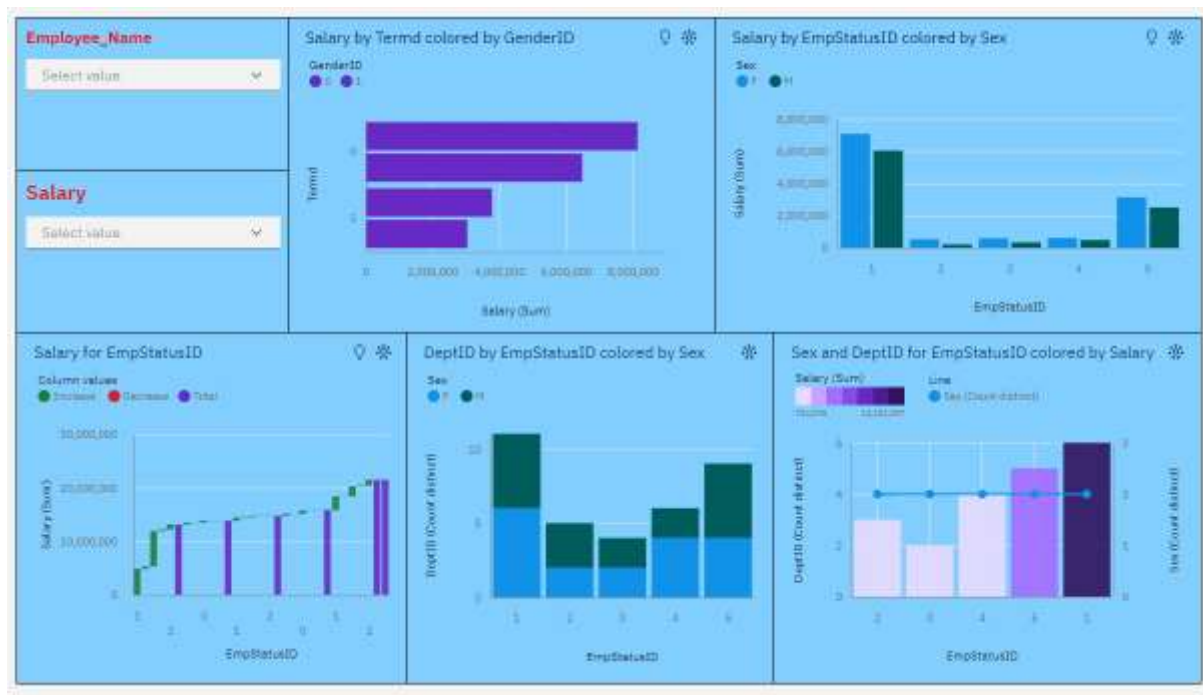 Employee_Name
Select value
Salary
Select value
Salary by Termd colored by GenderID
GenderID
0 1
Termd
0
1
0 2,000,000 4,000,000 6,000,000 8,000,000
Salary (Sum)
Salary by EmpStatusID colored by Sex
Sex
F M
Salary (Sum)
8,000,000
6,000,000
4,000,000
2,000,000
0
1 2 3 4 5
EmpStatusID
Salary for EmpStatusID
Column values
Increase Decrease Total
Salary (Sum)
30,000,000
20,000,000
10,000,000
0
EmpStatusID
DeptID by EmpStatusID colored by Sex
Sex
F M
DeptID (Count distinct)
10
5
0
1 2 3 4 5
EmpStatusID
Sex and DeptID for EmpStatusID colored by Salary
Salary (Sum)
Line
Sex (Count distinct)
DeptID (Count distinct)
6
4
2
0
Sex (Count distinct)
EmpStatusID